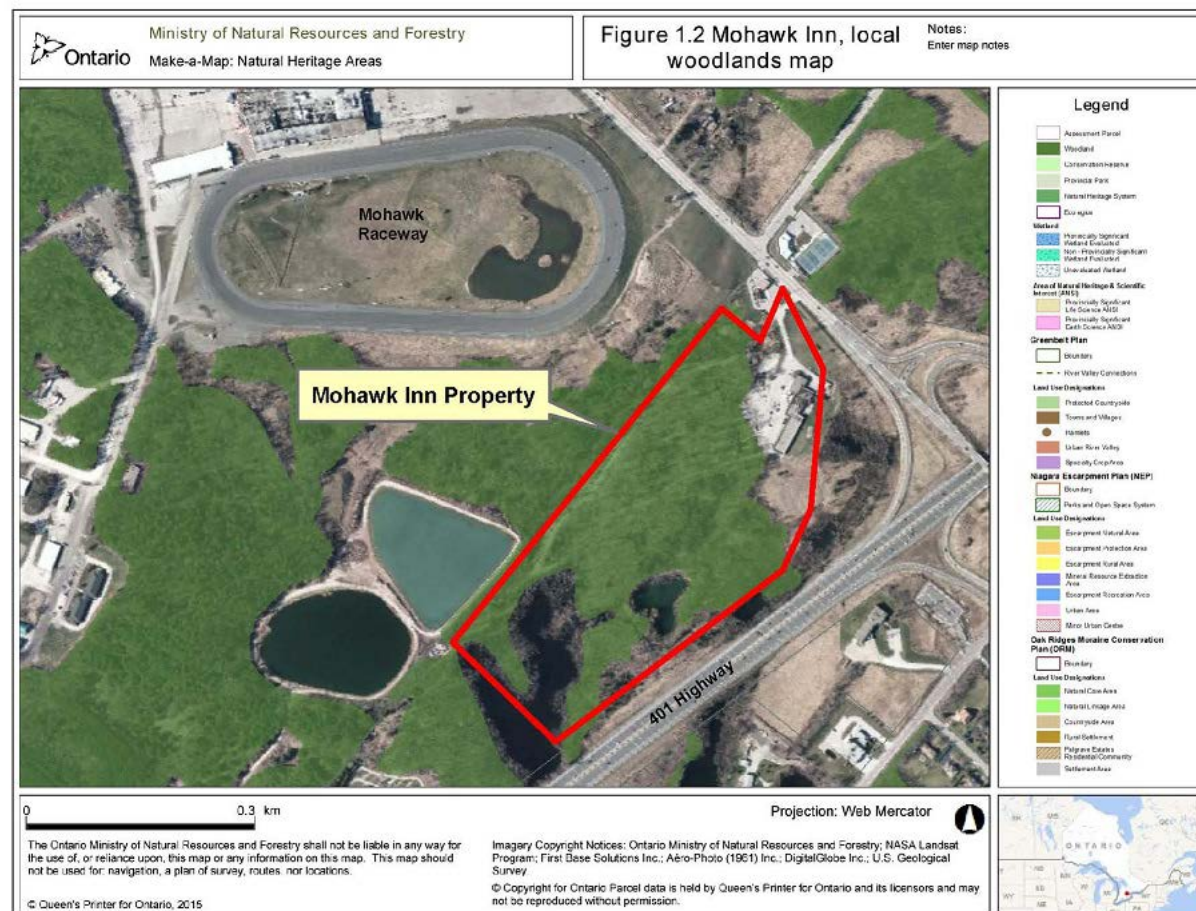 Ontario
Ministry of Natural Resources and Forestry
Make-a-Map: Natural Heritage Areas
Figure 1.2 Mohawk Inn, local
woodlands map
Notes:
Enter map notes
Mohawk
Raceway
Mohawk Inn Property
401 Highway
Legend
Assessment Parcel
Woodland
Conservation Reserve
Provincial Park
Natural Heritage System
Ecoregion
Wetland
Provincially Significant
Wetland Evaluated
Non - Provincially Significant
Wetland Evaluated
Unevaluated Wetland
Area of Natural Heritage & Scientific
Interest (ANSI)
Provincially Significant
Life Science ANSI
Provincially Significant
Earth Science ANSI
Greenbelt Plan
Boundary
River Valley Connections
Land Use Designations
Protected Countryside
Towns and Villages
Hamlets
Urban River Valley
Specialty Crop Area
Niagara Escarpment Plan (NEP)
Boundary
Parks and Open Space System
Land Use Designations
Escarpment Natural Area
Escarpment Protection Area
Escarpment Rural Area
Mineral Resource Extraction
Area
Escarpment Recreation Area
Urban Area
Minor Urban Centre
Oak Ridges Moraine Conservation
Plan (ORM)
Boundary
Land Use Designations
Natural Core Area
Natural Linkage Area
Countryside Area
Rural Settlement
Palgrave Estates
Residential Community
Settlement Area
0 0.3 km
Projection: Web Mercator
The Ontario Ministry of Natural Resources and Forestry shall not be liable in any way for
the use of, or reliance upon, this map or any information on this map. This map should
not be used for: navigation, a plan of survey, routes, nor locations.
© Queen's Printer for Ontario, 2015
Imagery Copyright Notices: Ontario Ministry of Natural Resources and Forestry; NASA Landsat
Program; First Base Solutions Inc.; Aéro-Photo (1961) Inc.; DigitalGlobe Inc.; U.S. Geological
Survey.
© Copyright for Ontario Parcel data is held by Queen's Printer for Ontario and its licensors and may
not be reproduced without permission.
ONTARIO